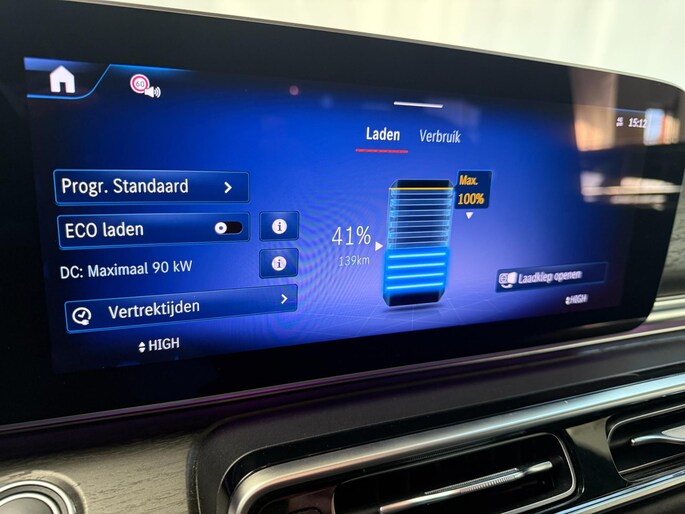 60
15:12
Laden Verbruik
Progr. Standaard
Max.
100%
ECO laden
41%
139km
DC: Maximaal 90 kW
Laadklep openen
Vertrektijden
HIGH
HIGH